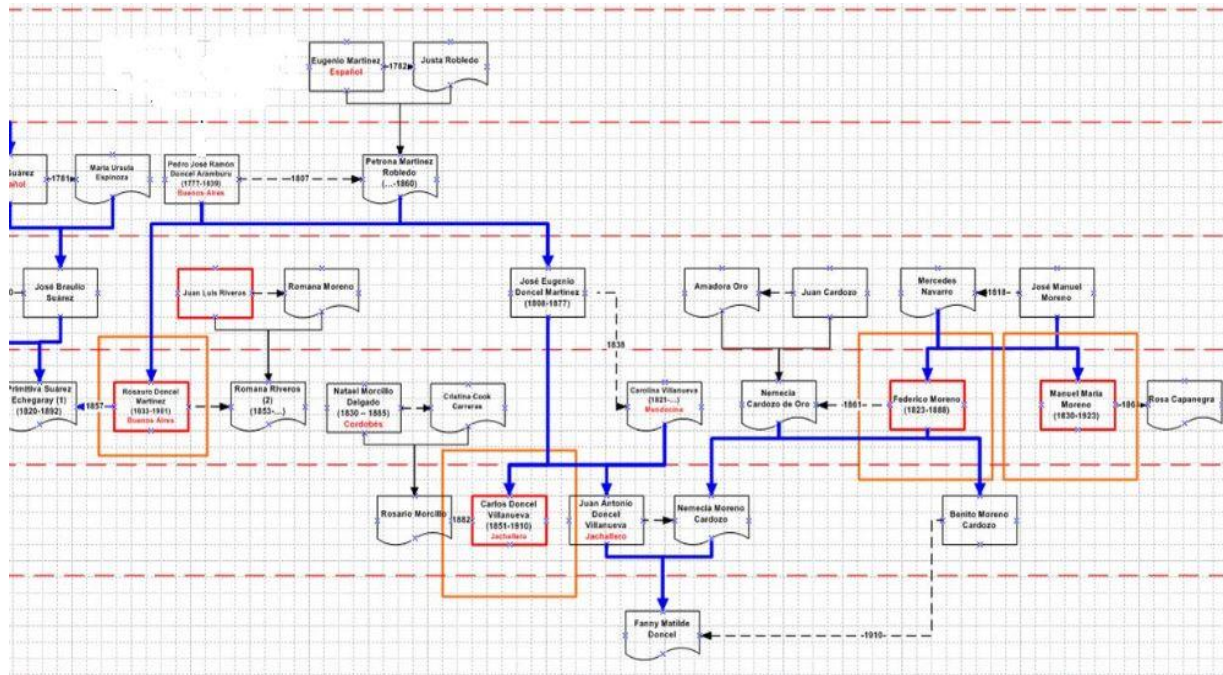 Eugenio Martinez
Español
1782
Justa Robledo
Suárez
1781
María Ursula
Espinoza
Pedro José Ramón
Doncel Aramburu
Buenos Aires
1807
Petrona Martinez
Robledo
(...-1860)
José Braulio
Suárez
Juan Luis Riveros
Romana Moreno
José Eugenio
Doncel Martinez
(1808-1877)
1838
Amadora Oro
Juan Cardozo
Mercedes
Navarro
1818
José Manuel
Moreno
Primitiva Suárez
Echegaray (1)
(1820-1892)
1857
Rosauro Doncel
Martinez
Buenos Aires
Romana Riveros
(2)
(1853-...)
Natael Morcillo
Delgado
(1830 – 1885)
Cordobés
Cristina Cook
Carreras
Carolina Villanueva
(1821-...)
Mendocina
Nemecia
Cardozo de Oro
1861
Federico Moreno
(1823-1888)
Manuel María
Moreno
(1830-1923)
186
Rosa Capanegra
Rosario Morcillo
1882
Carlos Doncel
Villanueva
(1851-1910)
Jachallero
Juan Antonio
Doncel
Villanueva
Jachallero
Nemecia Moreno
Cardozo
Benito Moreno
Cardozo
Fanny Matilde
Doncel
1910